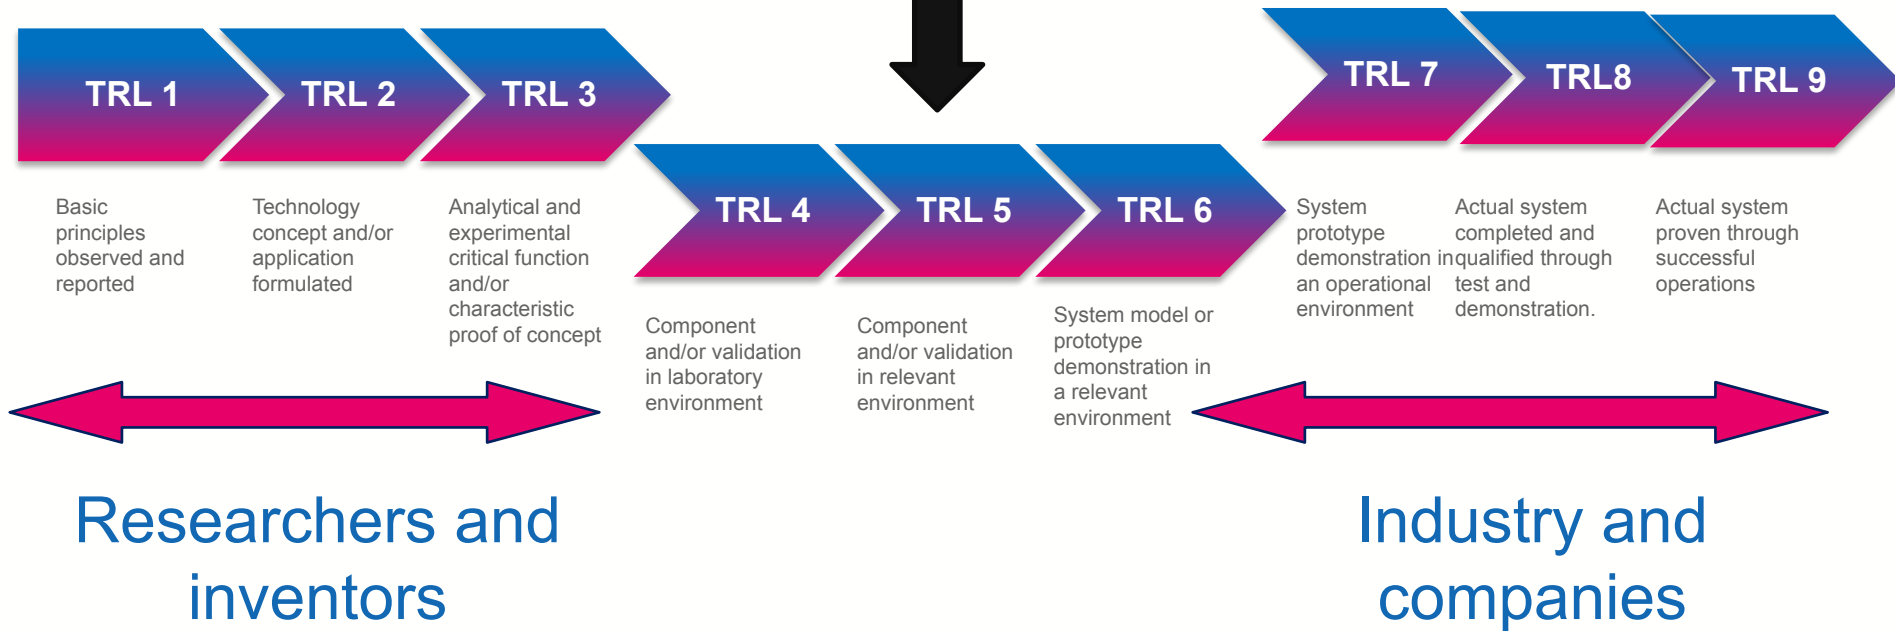 TRL 1
TRL 2
TRL 3
TRL 4
TRL 5
TRL 6
TRL 7
TRL8
TRL 9
Basic
principles
observed and
reported
Technology
concept and/or
application
formulated
Analytical and
experimental
critical function
and/or
characteristic
proof of concept
Component
and/or validation
in laboratory
environment
Component
and/or validation
in relevant
environment
System model or
prototype
demonstration in
a relevant
environment
System
prototype
demonstration in
an operational
environment
Actual system
completed and
qualified through
test and
demonstration.
Actual system
proven through
successful
operations
Researchers and
inventors
Industry and
companies